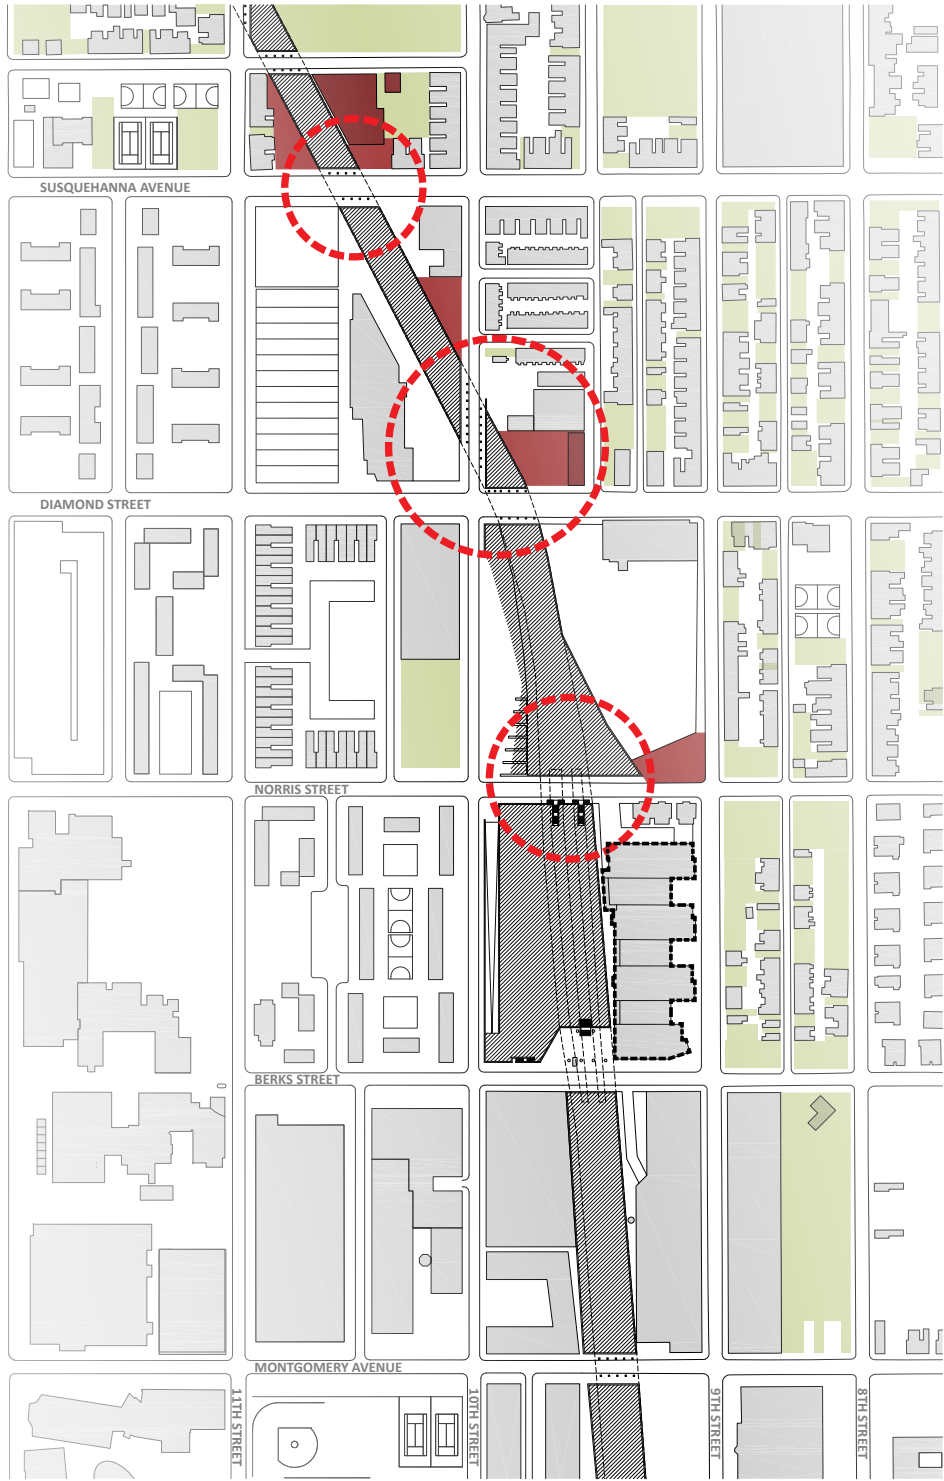 SUSQUEHANNA AVENUE
DIAMOND STREET
NORRIS STREET
BERKS STREET
MONTGOMERY AVENUE
11TH STREET
10TH STREET
9TH STREET
8TH STREET